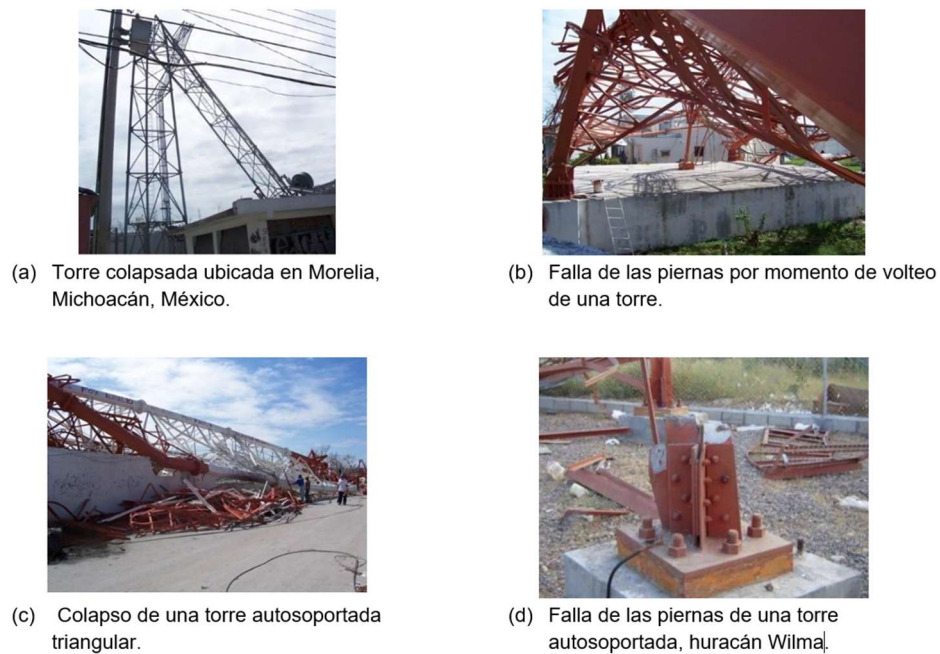 (a) Torre colapsada ubicada en Morelia,
Michoacán, México.
(b) Falla de las piernas por momento de volteo
de una torre.
(c) Colapso de una torre autosoportada
triangular.
(d) Falla de las piernas de una torre
autosoportada, huracán Wilma.